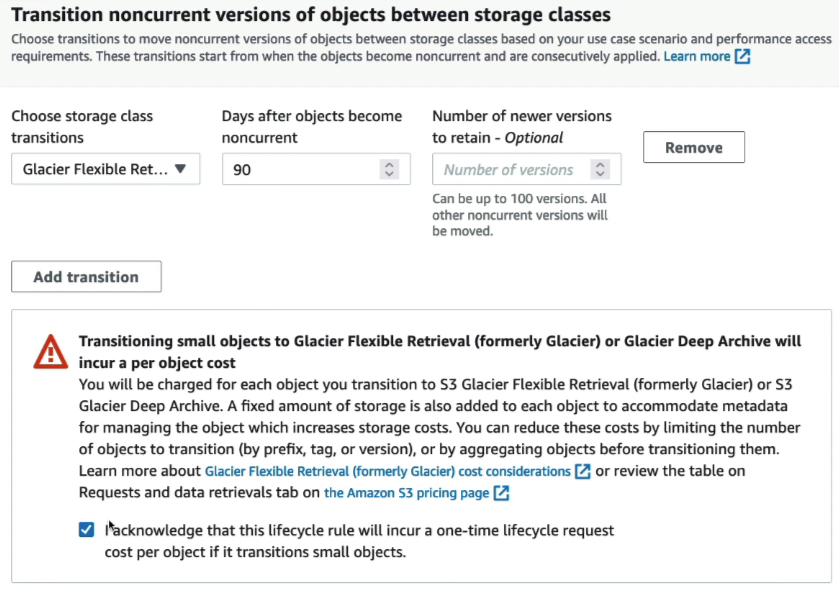 Transition noncurrent versions of objects between storage classes
Choose transitions to move noncurrent versions of objects between storage classes based on your use case scenario and performance access
requirements. These transitions start from when the objects become noncurrent and are consecutively applied. Learn more
Choose storage class
transitions
Glacier Flexible Ret...
Days after objects become
noncurrent
90
Number of newer versions
to retain - Optional
Number of versions
Can be up to 100 versions. All
other noncurrent versions will
be moved.
Remove
Add transition
Transitioning small objects to Glacier Flexible Retrieval (formerly Glacier) or Glacier Deep Archive will
incur a per object cost
You will be charged for each object you transition to S3 Glacier Flexible Retrieval (formerly Glacier) or S3
Glacier Deep Archive. A fixed amount of storage is also added to each object to accommodate metadata
for managing the object which increases storage costs. You can reduce these costs by limiting the number
of objects to transition (by prefix, tag, or version), or by aggregating objects before transitioning them.
Learn more about Glacier Flexible Retrieval (formerly Glacier) cost considerations or review the table on
Requests and data retrievals tab on the Amazon S3 pricing page
I acknowledge that this lifecycle rule will incur a one-time lifecycle request
cost per object if it transitions small objects.